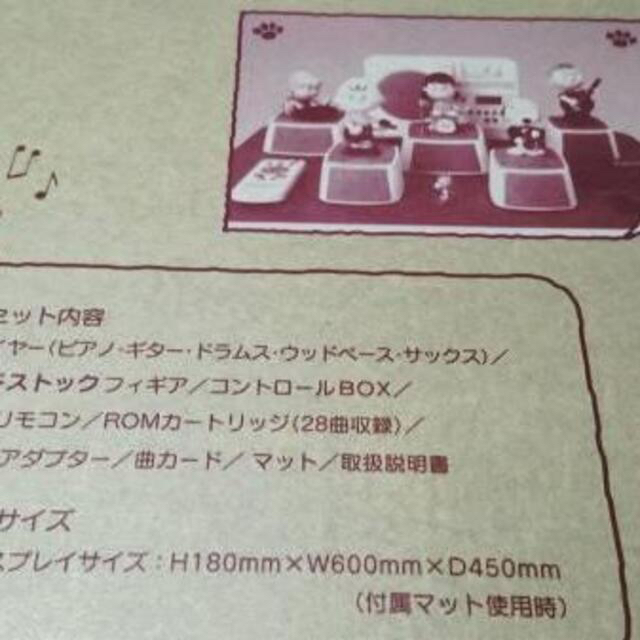 セット内容
イヤー(ピアノ・ギター・ドラムス・ウッドベース・サックス)／
ドストックフィギア／コントロールBOX／
リモコン／ROMカートリッジ(28曲収録)／
アダプター／曲カード／マット／取扱説明書
サイズ
スプレイサイズ：H180mm×W600mm×D450mm
(付属マット使用時)